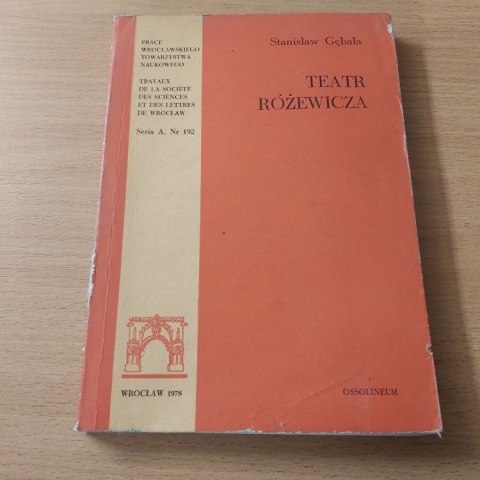 PRACE
WROCŁAWSKIEGO
TOWARZYSTWA
NAUKOWEGO
TRAVAUX
DE LA SOCIÉTÉ
DES SCIENCES
ET DES LETTRES
DE WROCŁAW
Seria A. Nr 192
Stanisław Gębala
TEATR
RÓŻEWICZA
WROCŁAW 1978
OSSOLINEUM